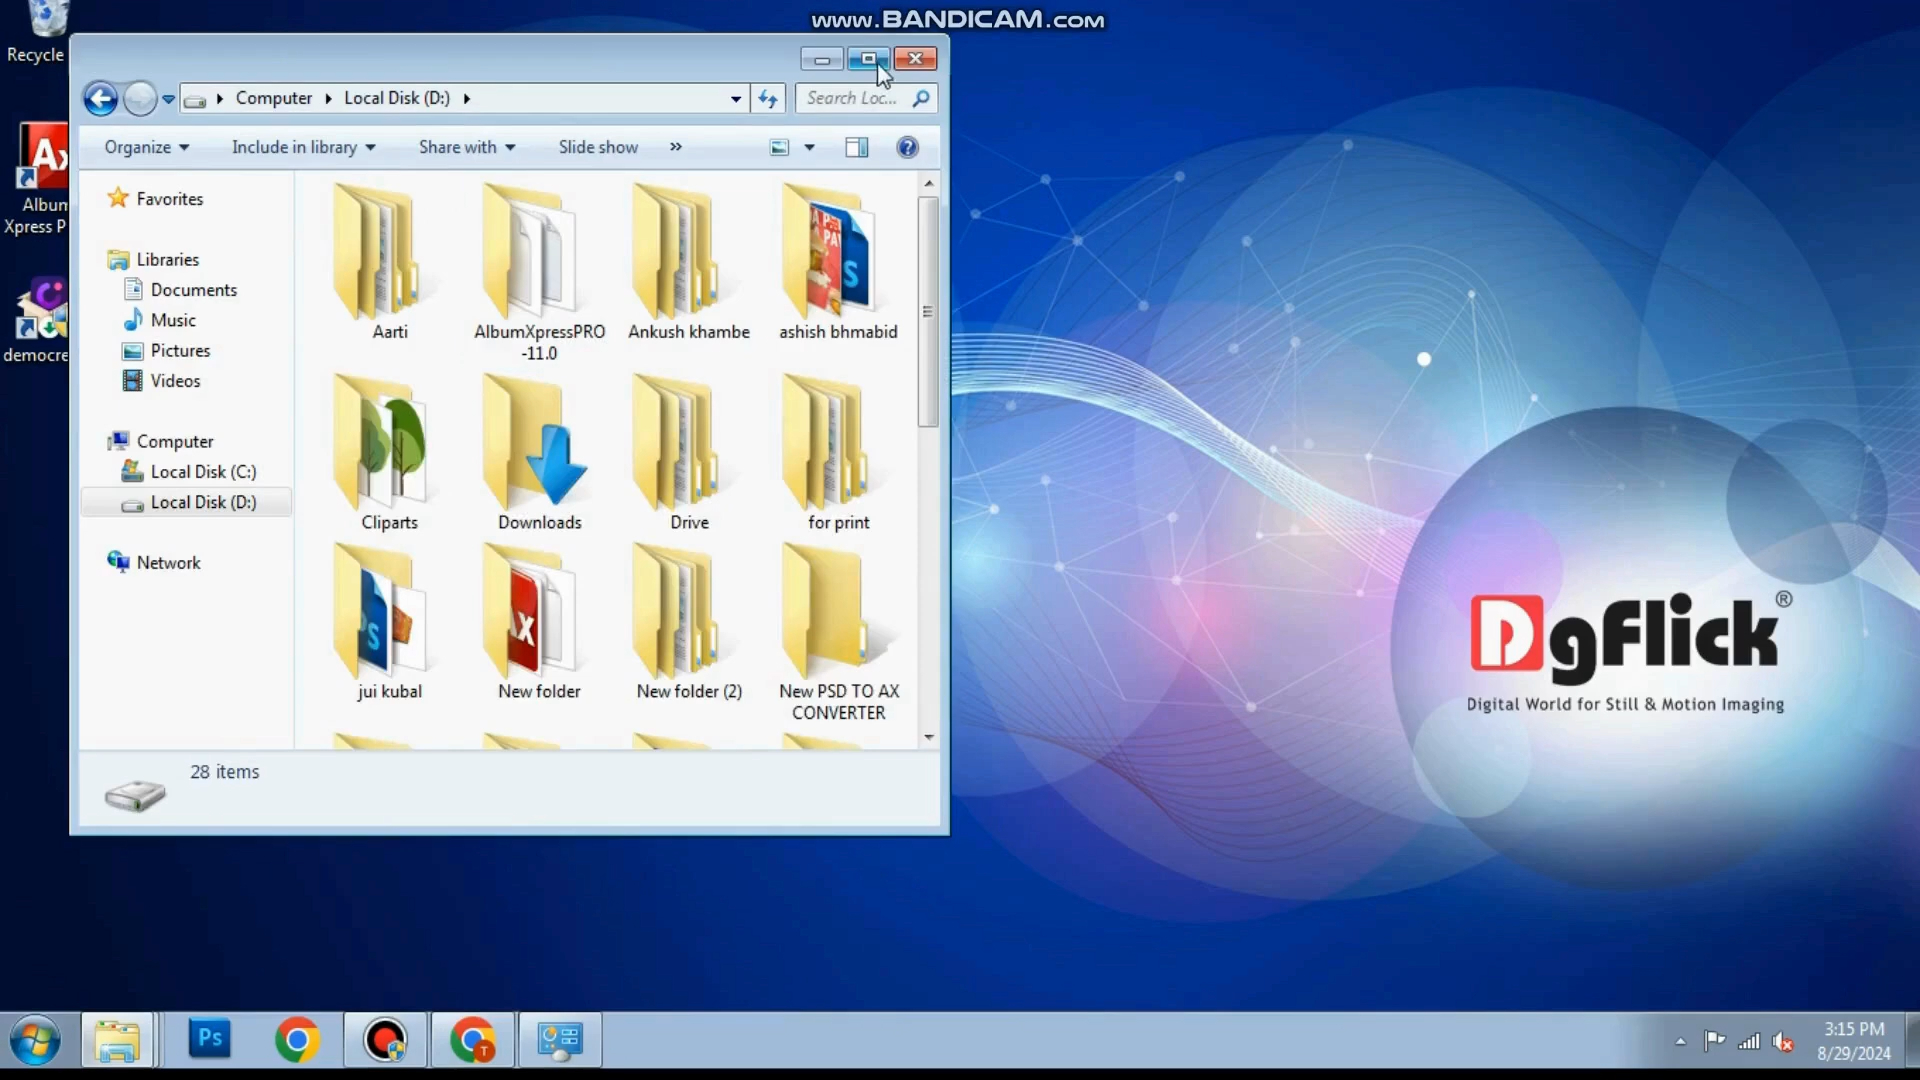 www.BANDICAM.com
Recycle
Computer
Local Disk (D:)
Search Loc...
Organize
Include in library
Share with
Slide show
»
Favorites
Libraries
Documents
Music
Pictures
Videos
Computer
Local Disk (C:)
Local Disk (D:)
Network
Aarti
AlbumXpressPRO
-11.0
Ankush khambe
ashish bhmabid
Cliparts
Downloads
Drive
for print
jui kubal
New folder
New folder (2)
New PSD TO AX
CONVERTER
28 items
Album
Xpress P
democre
DgFlick®
Digital World for Still & Motion Imaging
Ps
T
3:15 PM
8/29/2024